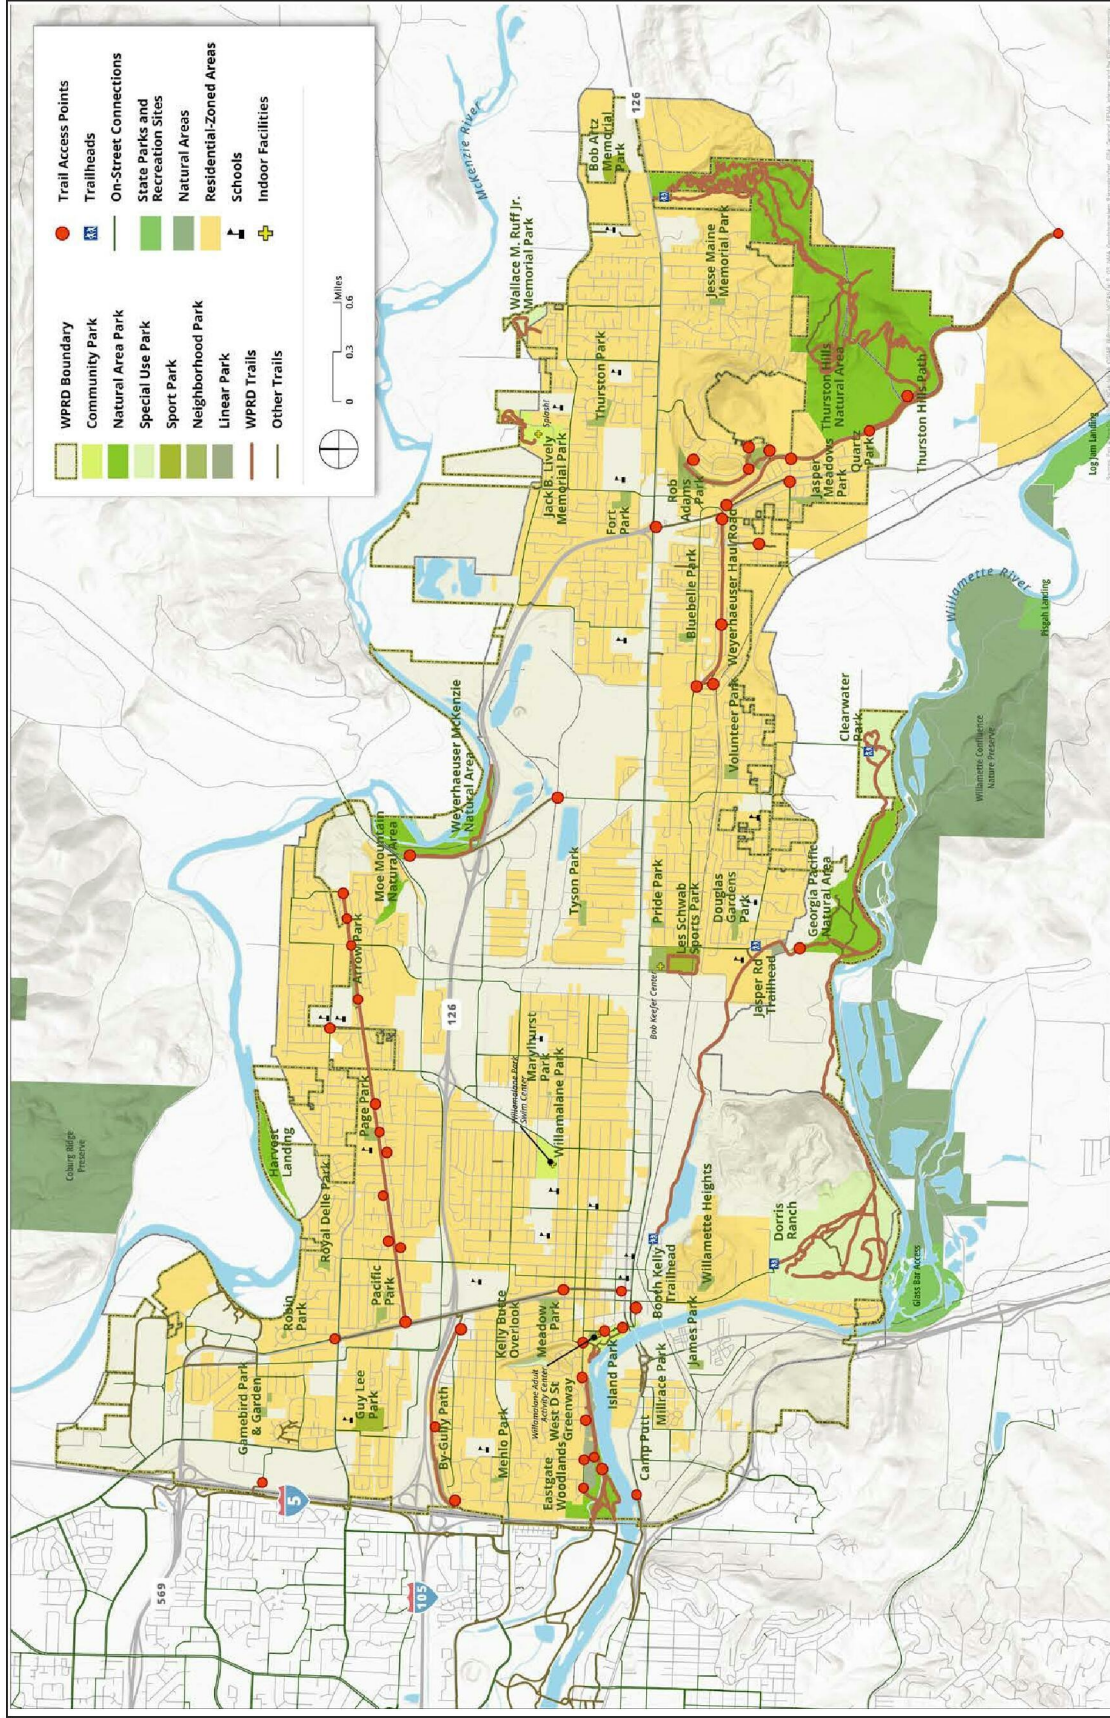 WPRD Boundary
Community Park
Natural Area Park
Special Use Park
Sport Park
Neighborhood Park
Linear Park
WPRD Trails
Other Trails
Trail Access Points
Trailheads
On-Street Connections
State Parks and
Recreation Sites
Natural Areas
Residential-Zoned Areas
Schools
Indoor Facilities
0
0.3
0.6
Miles
McKenzie River
Coburg Ridge
Preserve
Harvest
Landing
Gamebird Park
& Garden
Robin
Park
Royal Delle Park
Page Park
Arrow Park
Moe Mountain
Natural Area
Weyerhaeuser McKenzie
Natural Area
Guy Lee
Park
Pacific
Park
By-Gully Path
126
569
5
105
Menlo Park
Kelly Butte
Overlook
Meadow
Park
Willamalane Adult
Activity Center
Willamalane Park
Swim Center
Willamalane Park
Marylhurst
Park
Tyson Park
Eastgate
Woodlands
West D St
Greenway
Island Park
Camp Putt
Millrace Park
James Park
Booth Kelly
Trailhead
Willamette Heights
Dorris
Ranch
Glass Bar Access
Bob Keefer Center
Pride Park
Les Schwab
Sports Park
Douglas
Gardens
Park
Jasper Rd
Trailhead
Georgia Pacific
Natural Area
Clearwater
Park
Volunteer Park
Bluebelle Park
Weyerhaeuser Haul Road
Fort
Park
Rob
Adams
Park
Jack B. Lively
Memorial Park
Splash!
Thurston Park
Wallace M. Ruff Jr.
Memorial Park
Bob Artz
Memorial
Park
126
Jesse Maine
Memorial Park
Thurston Hills
Natural Area
Jasper
Meadows
Park
Quartz
Park
Thurston Hills Path
Willamette River
Willamette Confluence
Nature Preserve
Pisgah Landing
Log Jam Landing